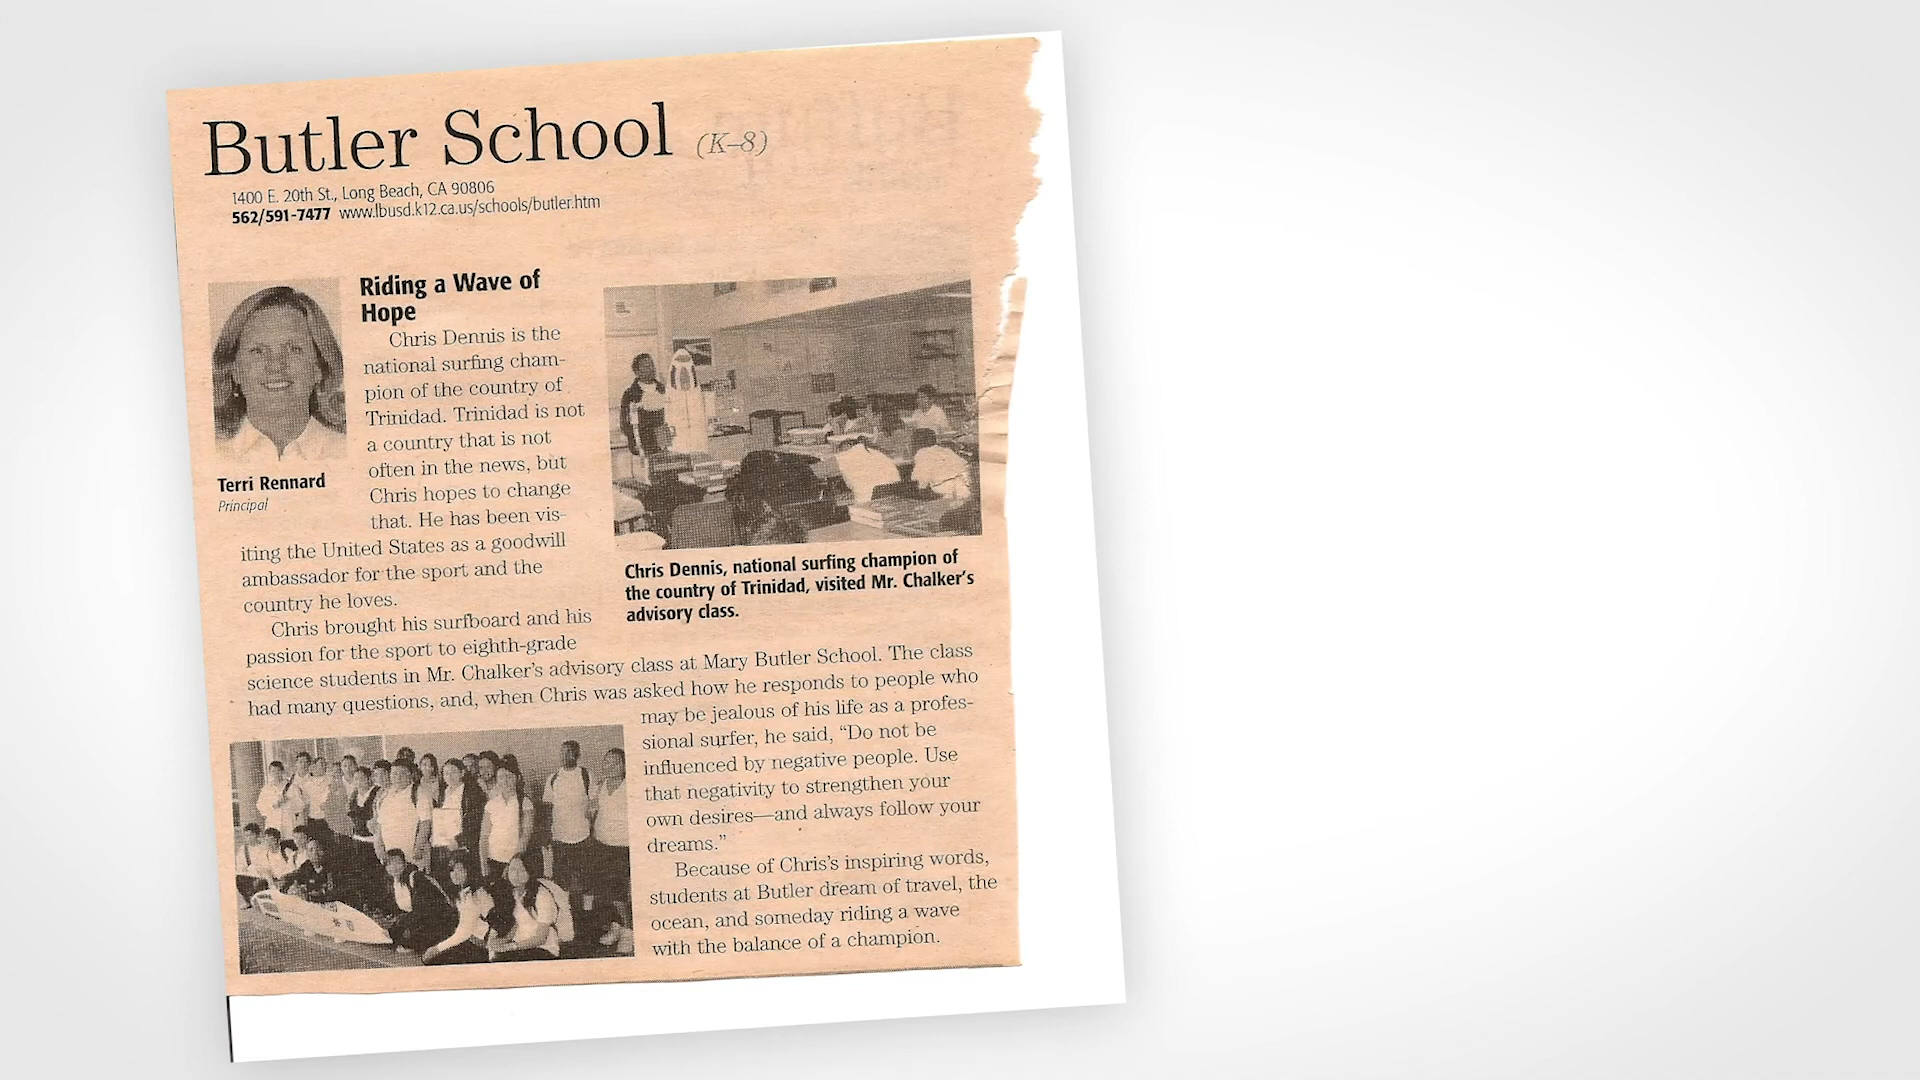 Butler School (K–8)
1400 E. 20th St., Long Beach, CA 90806
562/591-7477 www.lbusd.k12.ca.us/schools/butler.htm
Terri Rennard
Principal
Riding a Wave of
Hope
Chris Dennis is the
national surfing cham-
pion of the country of
Trinidad. Trinidad is not
a country that is not
often in the news, but
Chris hopes to change
that. He has been vis-
iting the United States as a goodwill
ambassador for the sport and the
country he loves.
Chris brought his surfboard and his
passion for the sport to eighth-grade
science students in Mr. Chalker's advisory class at Mary Butler School. The class
had many questions, and, when Chris was asked how he responds to people who
may be jealous of his life as a profes-
sional surfer, he said, “Do not be
influenced by negative people. Use
that negativity to strengthen your
own desires—and always follow your
dreams.”
Because of Chris's inspiring words,
students at Butler dream of travel, the
ocean, and someday riding a wave
with the balance of a champion.
Chris Dennis, national surfing champion of
the country of Trinidad, visited Mr. Chalker's
advisory class.